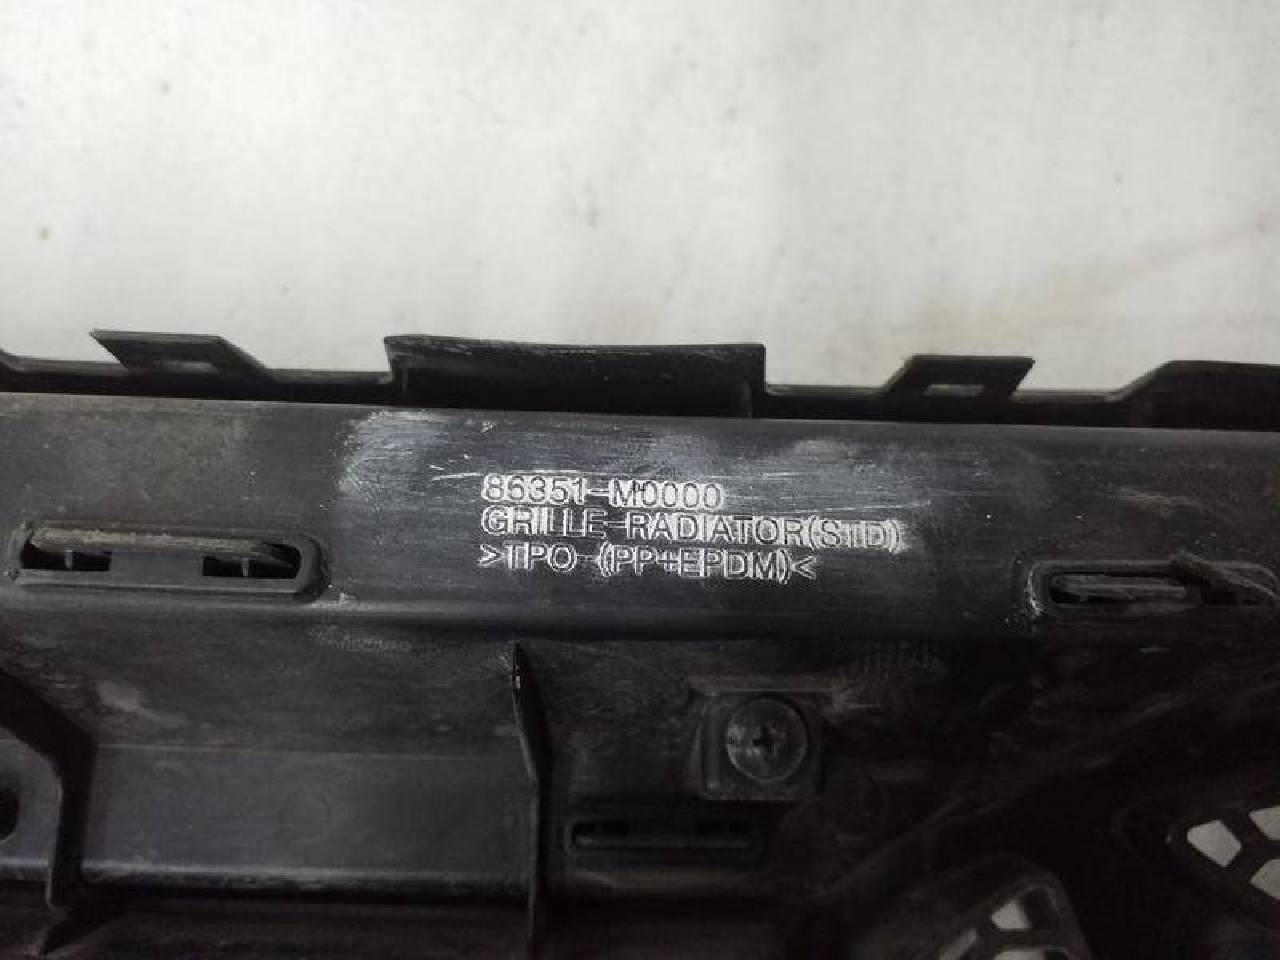 86351-M0000
GRILLE-RADIATOR(STD)
>TPO-(PP+EPDM)<